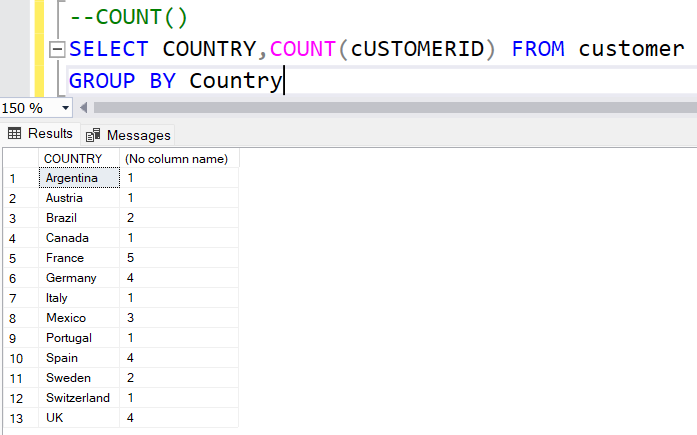 --COUNT()
SELECT COUNTRY,COUNT(cUSTOMERID) FROM customer
GROUP BY Country
150 %
Results Messages
COUNTRY (No column name)
1 Argentina 1
2 Austria 1
3 Brazil 2
4 Canada 1
5 France 5
6 Germany 4
7 Italy 1
8 Mexico 3
9 Portugal 1
10 Spain 4
11 Sweden 2
12 Switzerland 1
13 UK 4